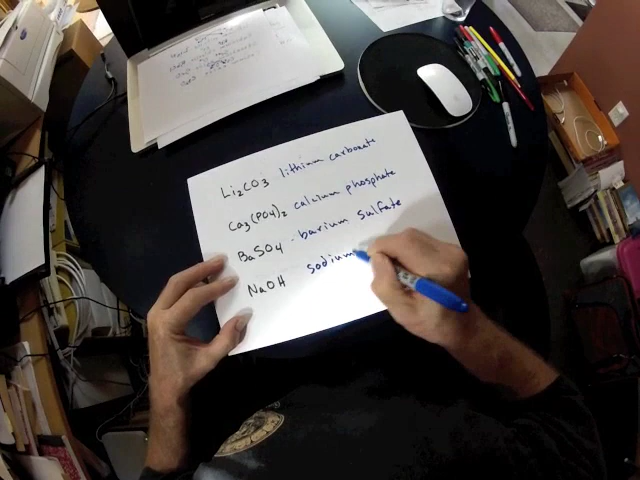 Li2CO3 lithium carbonate
Ca3(PO4)2 calcium phosphate
BaSO4 - barium sulfate
NaOH sodium